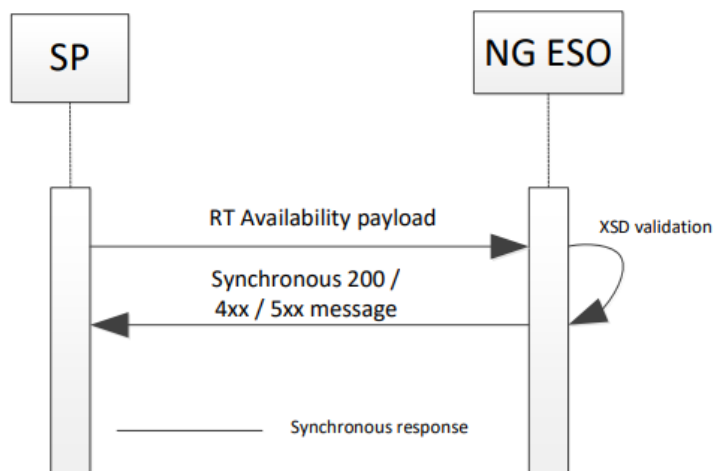 SP
NG ESO
RT Availability payload
XSD validation
Synchronous 200 /
4xx / 5xx message
Synchronous response